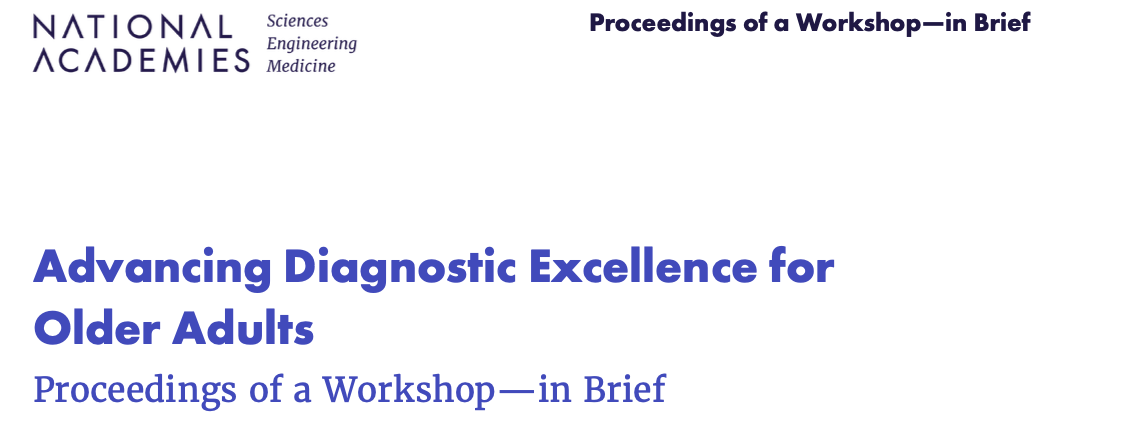 NATIONAL
ACADEMIES
Sciences
Engineering
Medicine
Proceedings of a Workshop—in Brief
Advancing Diagnostic Excellence for
Older Adults
Proceedings of a Workshop—in Brief